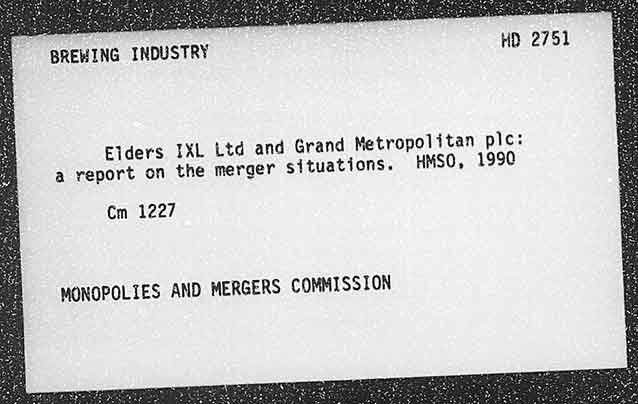 BREWING INDUSTRY
HD 2751
Elders IXL Ltd and Grand Metropolitan plc:
a report on the merger situations. HMSO, 1990
Cm 1227
MONOPOLIES AND MERGERS COMMISSION